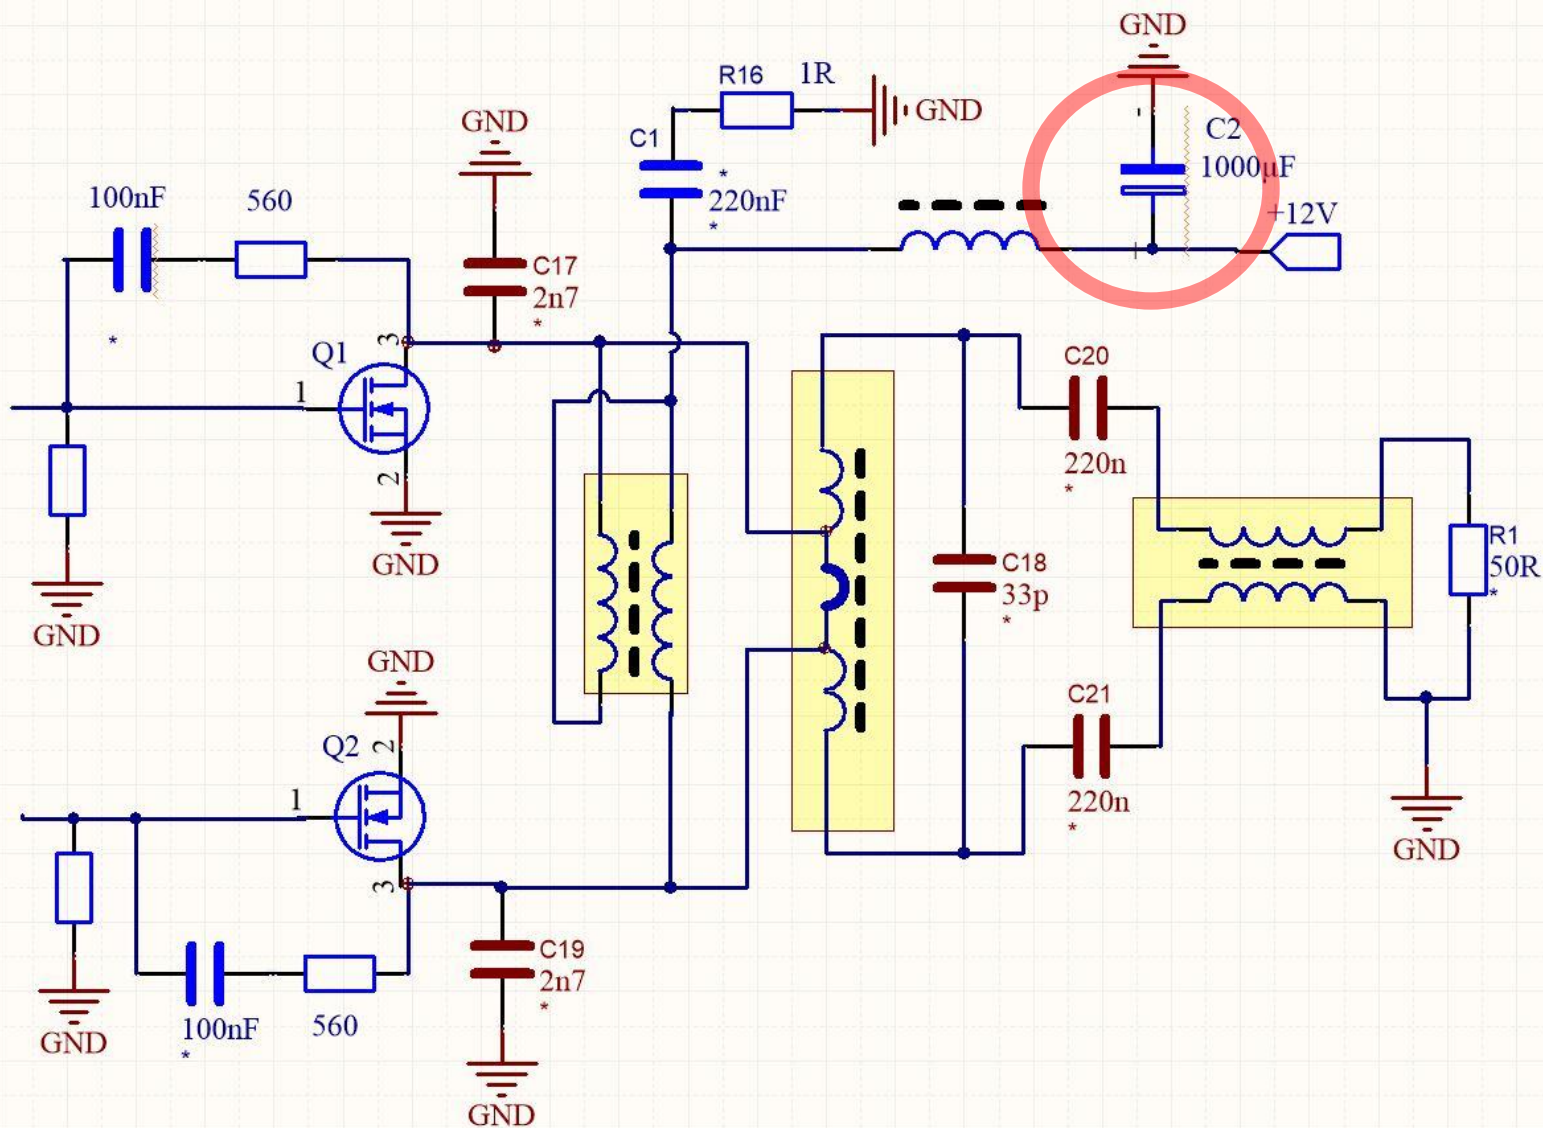 GND
R16
1R
GND
C1
*
220nF
*
C2
1000µF
+12V
GND
100nF
560
*
C17
2n7
*
Q1
3
1
2
GND
GND
C20
220n
*
C18
33p
*
R1
50R
*
GND
Q2
2
1
3
C21
220n
*
GND
100nF
*
560
GND
C19
2n7
*
GND